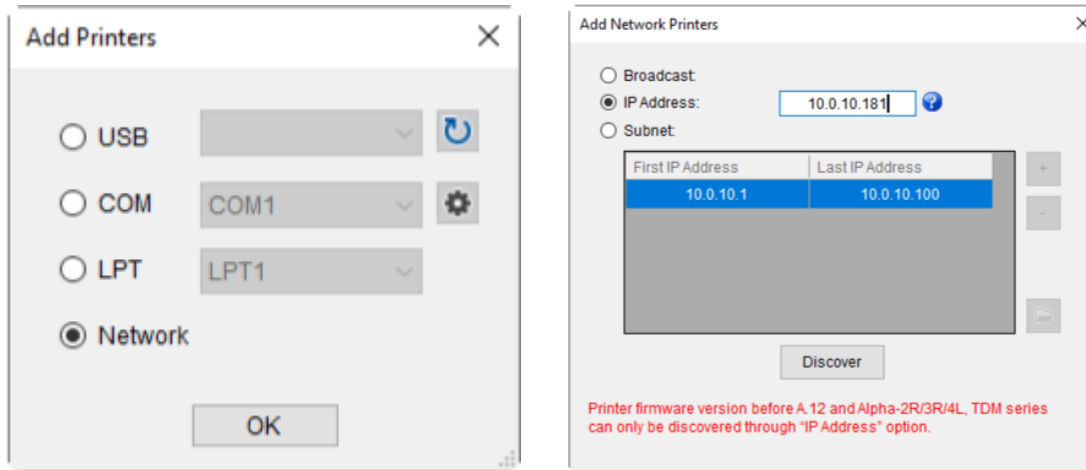 Add Printers
USB
COM
COM1
LPT
LPT1
Network
OK
Add Network Printers
Broadcast:
IP Address:
10.0.10.181
?
Subnet:
First IP Address
Last IP Address
10.0.10.1
10.0.10.100
+
-
Discover
Printer firmware version before A.12 and Alpha-2R/3R/4L, TDM series
can only be discovered through “IP Address” option.